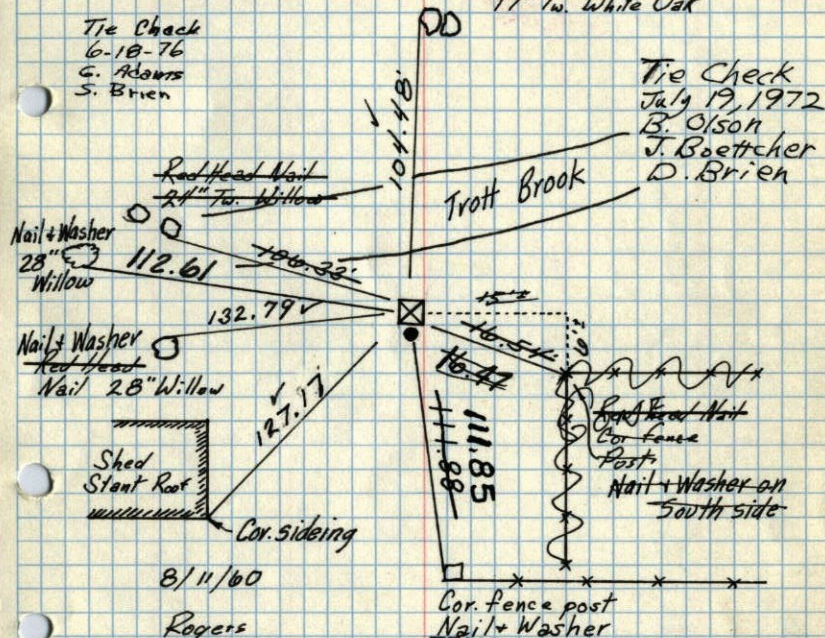 Tw. White Oak
Tie Check
6-18-76
G. Adams
S. Brien
Tie Check
July 19, 1972
B. Olson
J. Boettcher
D. Brien
104.48'
Trott Brook
Red Head Nail
24" Tw. Willow
Nail & Washer
28"
Willow
112.61
106.33'
132.79
Nail & Washer
Red Head
Nail 28" Willow
15'±
16.54'
16.47
127.17
111.85
111.88
Red Head Nail
Cor fence
Post
Nail & Washer on
South side
Shed
Slant Roof
Cor. sideing
8/11/60
Rogers
Cor. fence post
Nail & Washer